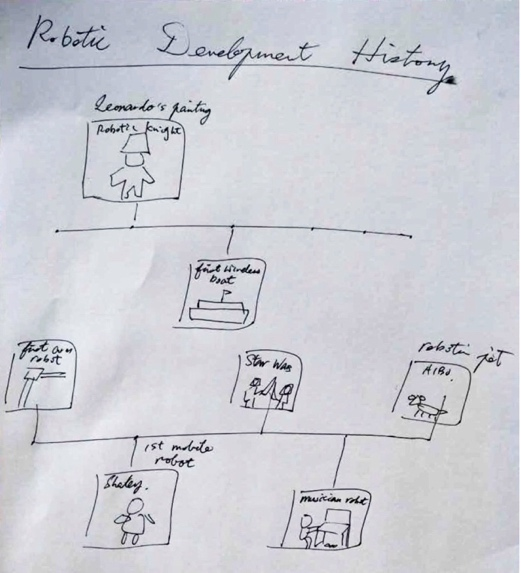 Robotic Development History
Leonardo's painting
Robotic Knight
first wireless
boat
first arm
robot
Star Wars
robotic pet
AIBO
1st mobile
robot
Shakey
musician robot